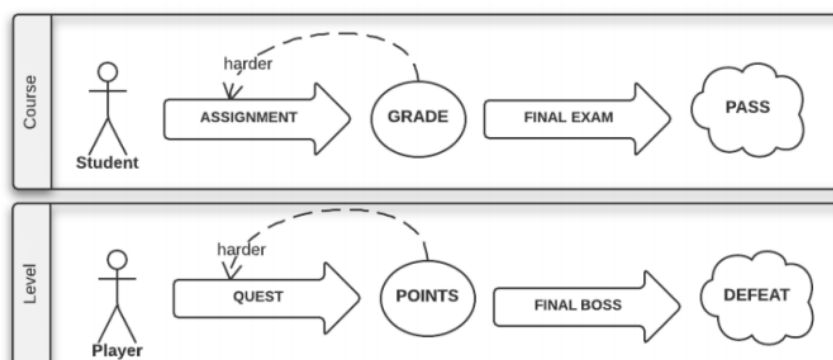 Course
harder
ASSIGNMENT
GRADE
FINAL EXAM
PASS
Student
Level
harder
QUEST
POINTS
FINAL BOSS
DEFEAT
Player